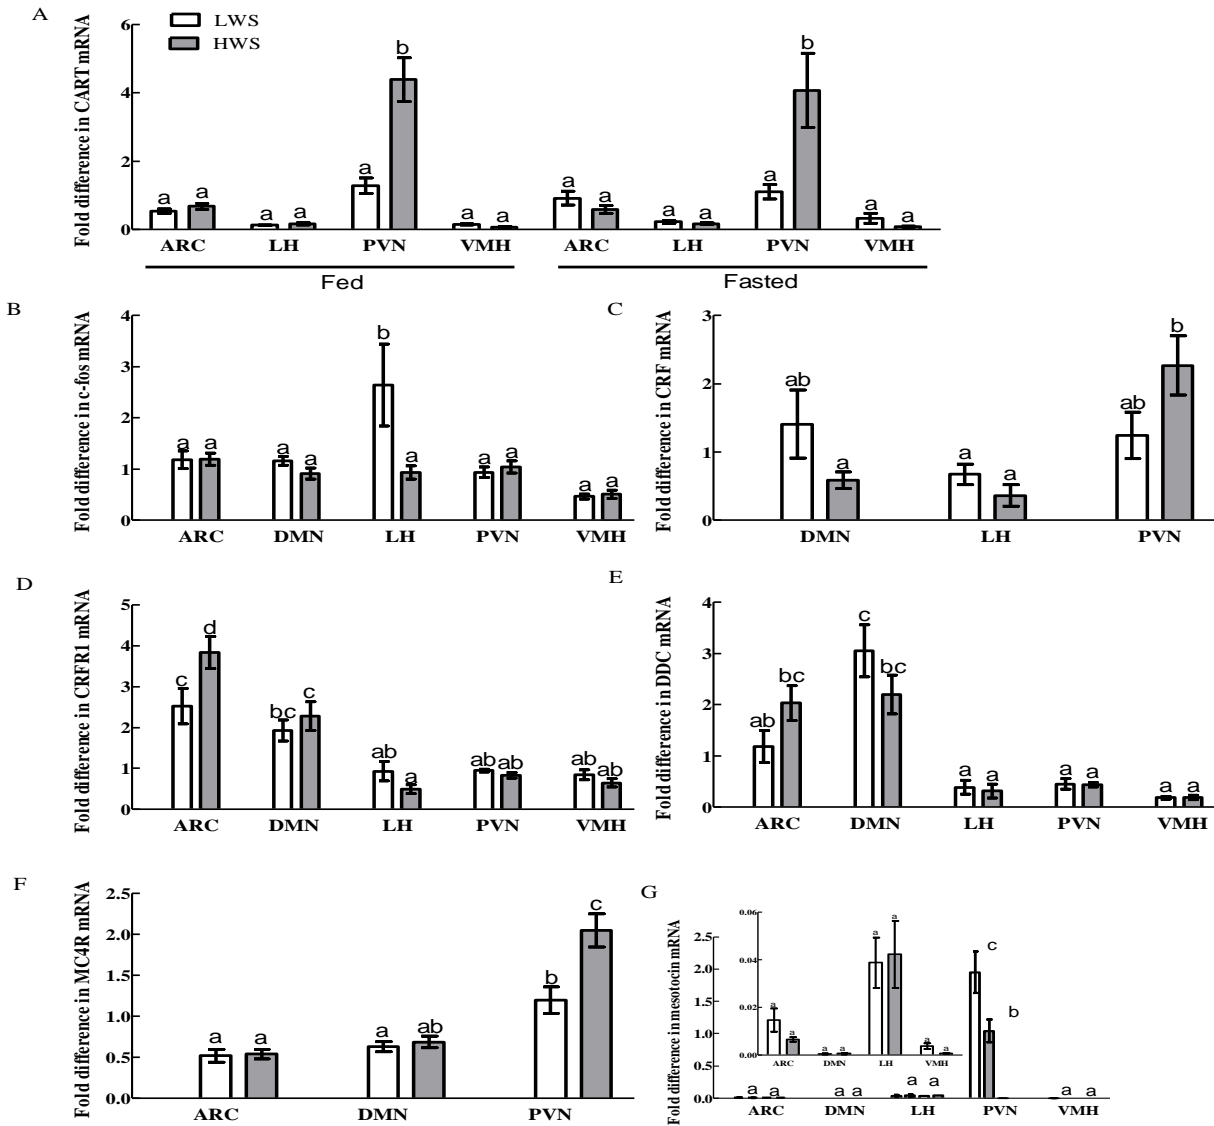 A
LWS
HWS
Fold difference in CART mRNA
6
4
2
0
a a a a a b a a a a a a a b a a
ARC LH PVN VMH ARC LH PVN VMH
Fed Fasted
B
Fold difference in c-fos mRNA
4
3
2
1
0
a a a a b a a a a a
ARC DMN LH PVN VMH
C
Fold difference in CRF mRNA
3
2
1
0
ab a a a ab b
DMN LH PVN
D
Fold difference in CRFR1 mRNA
5
4
3
2
1
0
c d bc c ab a ab ab ab ab
ARC DMN LH PVN VMH
E
Fold difference in DDC mRNA
4
3
2
1
0
ab bc c bc a a a a a a
ARC DMN LH PVN VMH
F
Fold difference in MC4R mRNA
2.5
2.0
1.5
1.0
0.5
0.0
a a a ab b c
ARC DMN PVN
G
Fold difference in mesotocin mRNA
2.5
2.0
1.5
1.0
0.5
0.0
a a a a a a c b a a
ARC DMN LH PVN VMH
0.06
0.04
0.02
0.00
a a a a a a a a
ARC DMN LH VMH